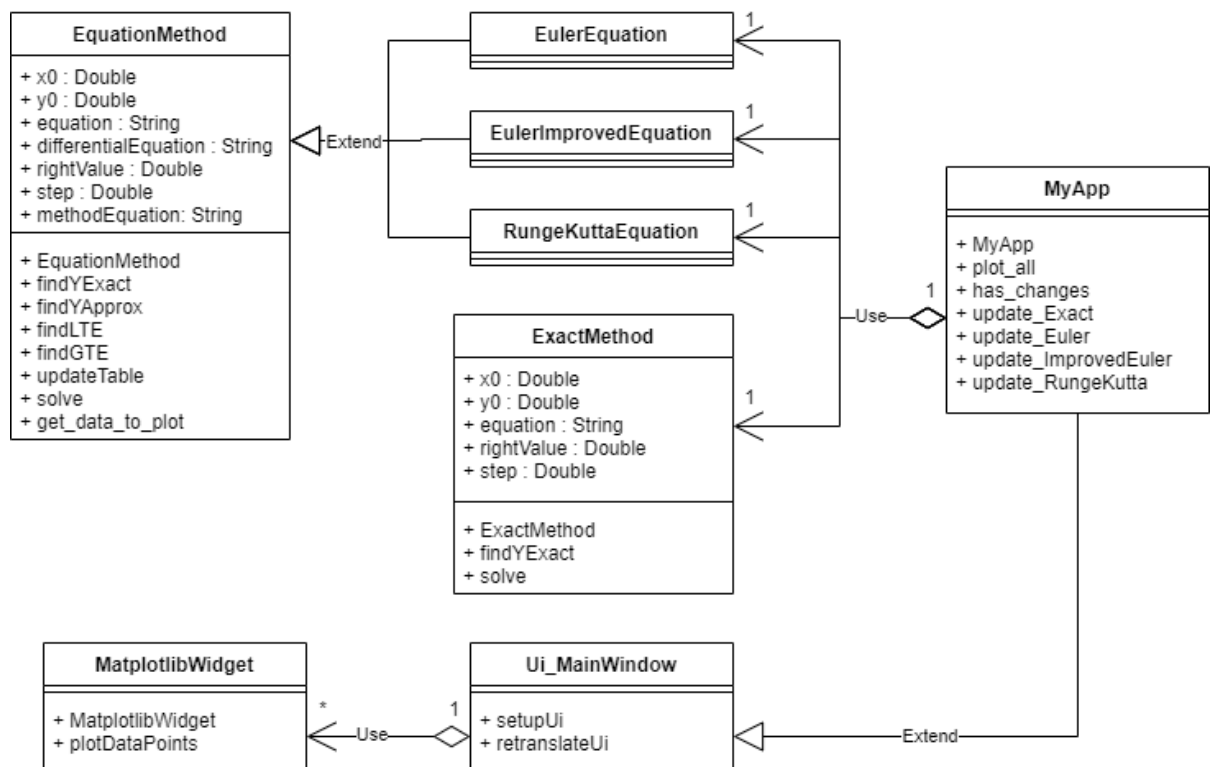 EquationMethod
+ x0 : Double
+ y0 : Double
+ equation : String
+ differentialEquation : String
+ rightValue : Double
+ step : Double
+ methodEquation: String
+ EquationMethod
+ findYExact
+ findYApprox
+ findLTE
+ findGTE
+ updateTable
+ solve
+ get_data_to_plot
Extend
EulerEquation
1
EulerImprovedEquation
1
RungeKuttaEquation
1
ExactMethod
+ x0 : Double
+ y0 : Double
+ equation : String
+ rightValue : Double
+ step : Double
+ ExactMethod
+ findYExact
+ solve
1
Use
1
MyApp
+ MyApp
+ plot_all
+ has_changes
+ update_Exact
+ update_Euler
+ update_ImprovedEuler
+ update_RungeKutta
MatplotlibWidget
+ MatplotlibWidget
+ plotDataPoints
*
Use
1
Ui_MainWindow
+ setupUi
+ retranslateUi
Extend